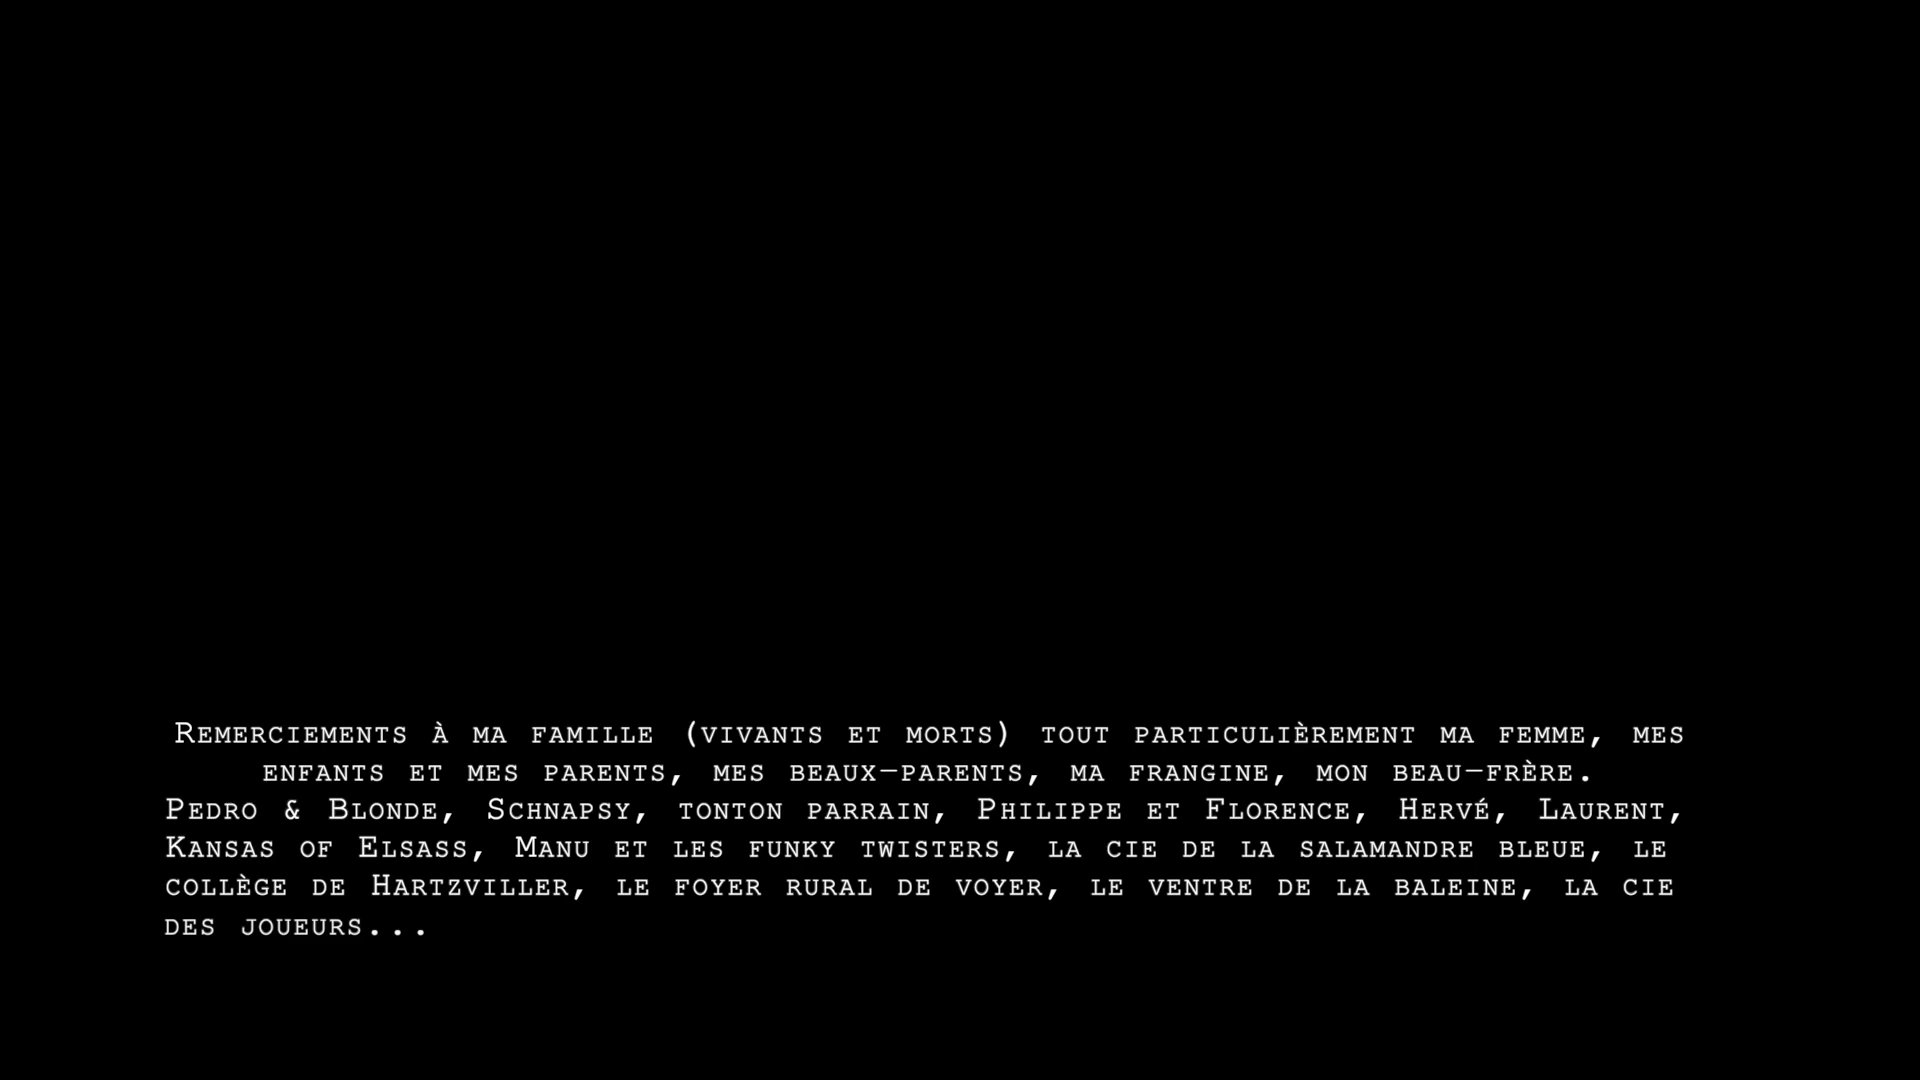 Remerciements à ma famille (vivants et morts) tout particulièrement ma femme, mes
enfants et mes parents, mes beaux-parents, ma frangine, mon beau-frère.
Pedro & Blonde, Schnapsy, tonton parrain, Philippe et Florence, Hervé, Laurent,
Kansas of Elsass, Manu et les funky twisters, la cie de la salamandre bleue, le
collège de Hartzviller, le foyer rural de voyer, le ventre de la baleine, la cie
des joueurs...